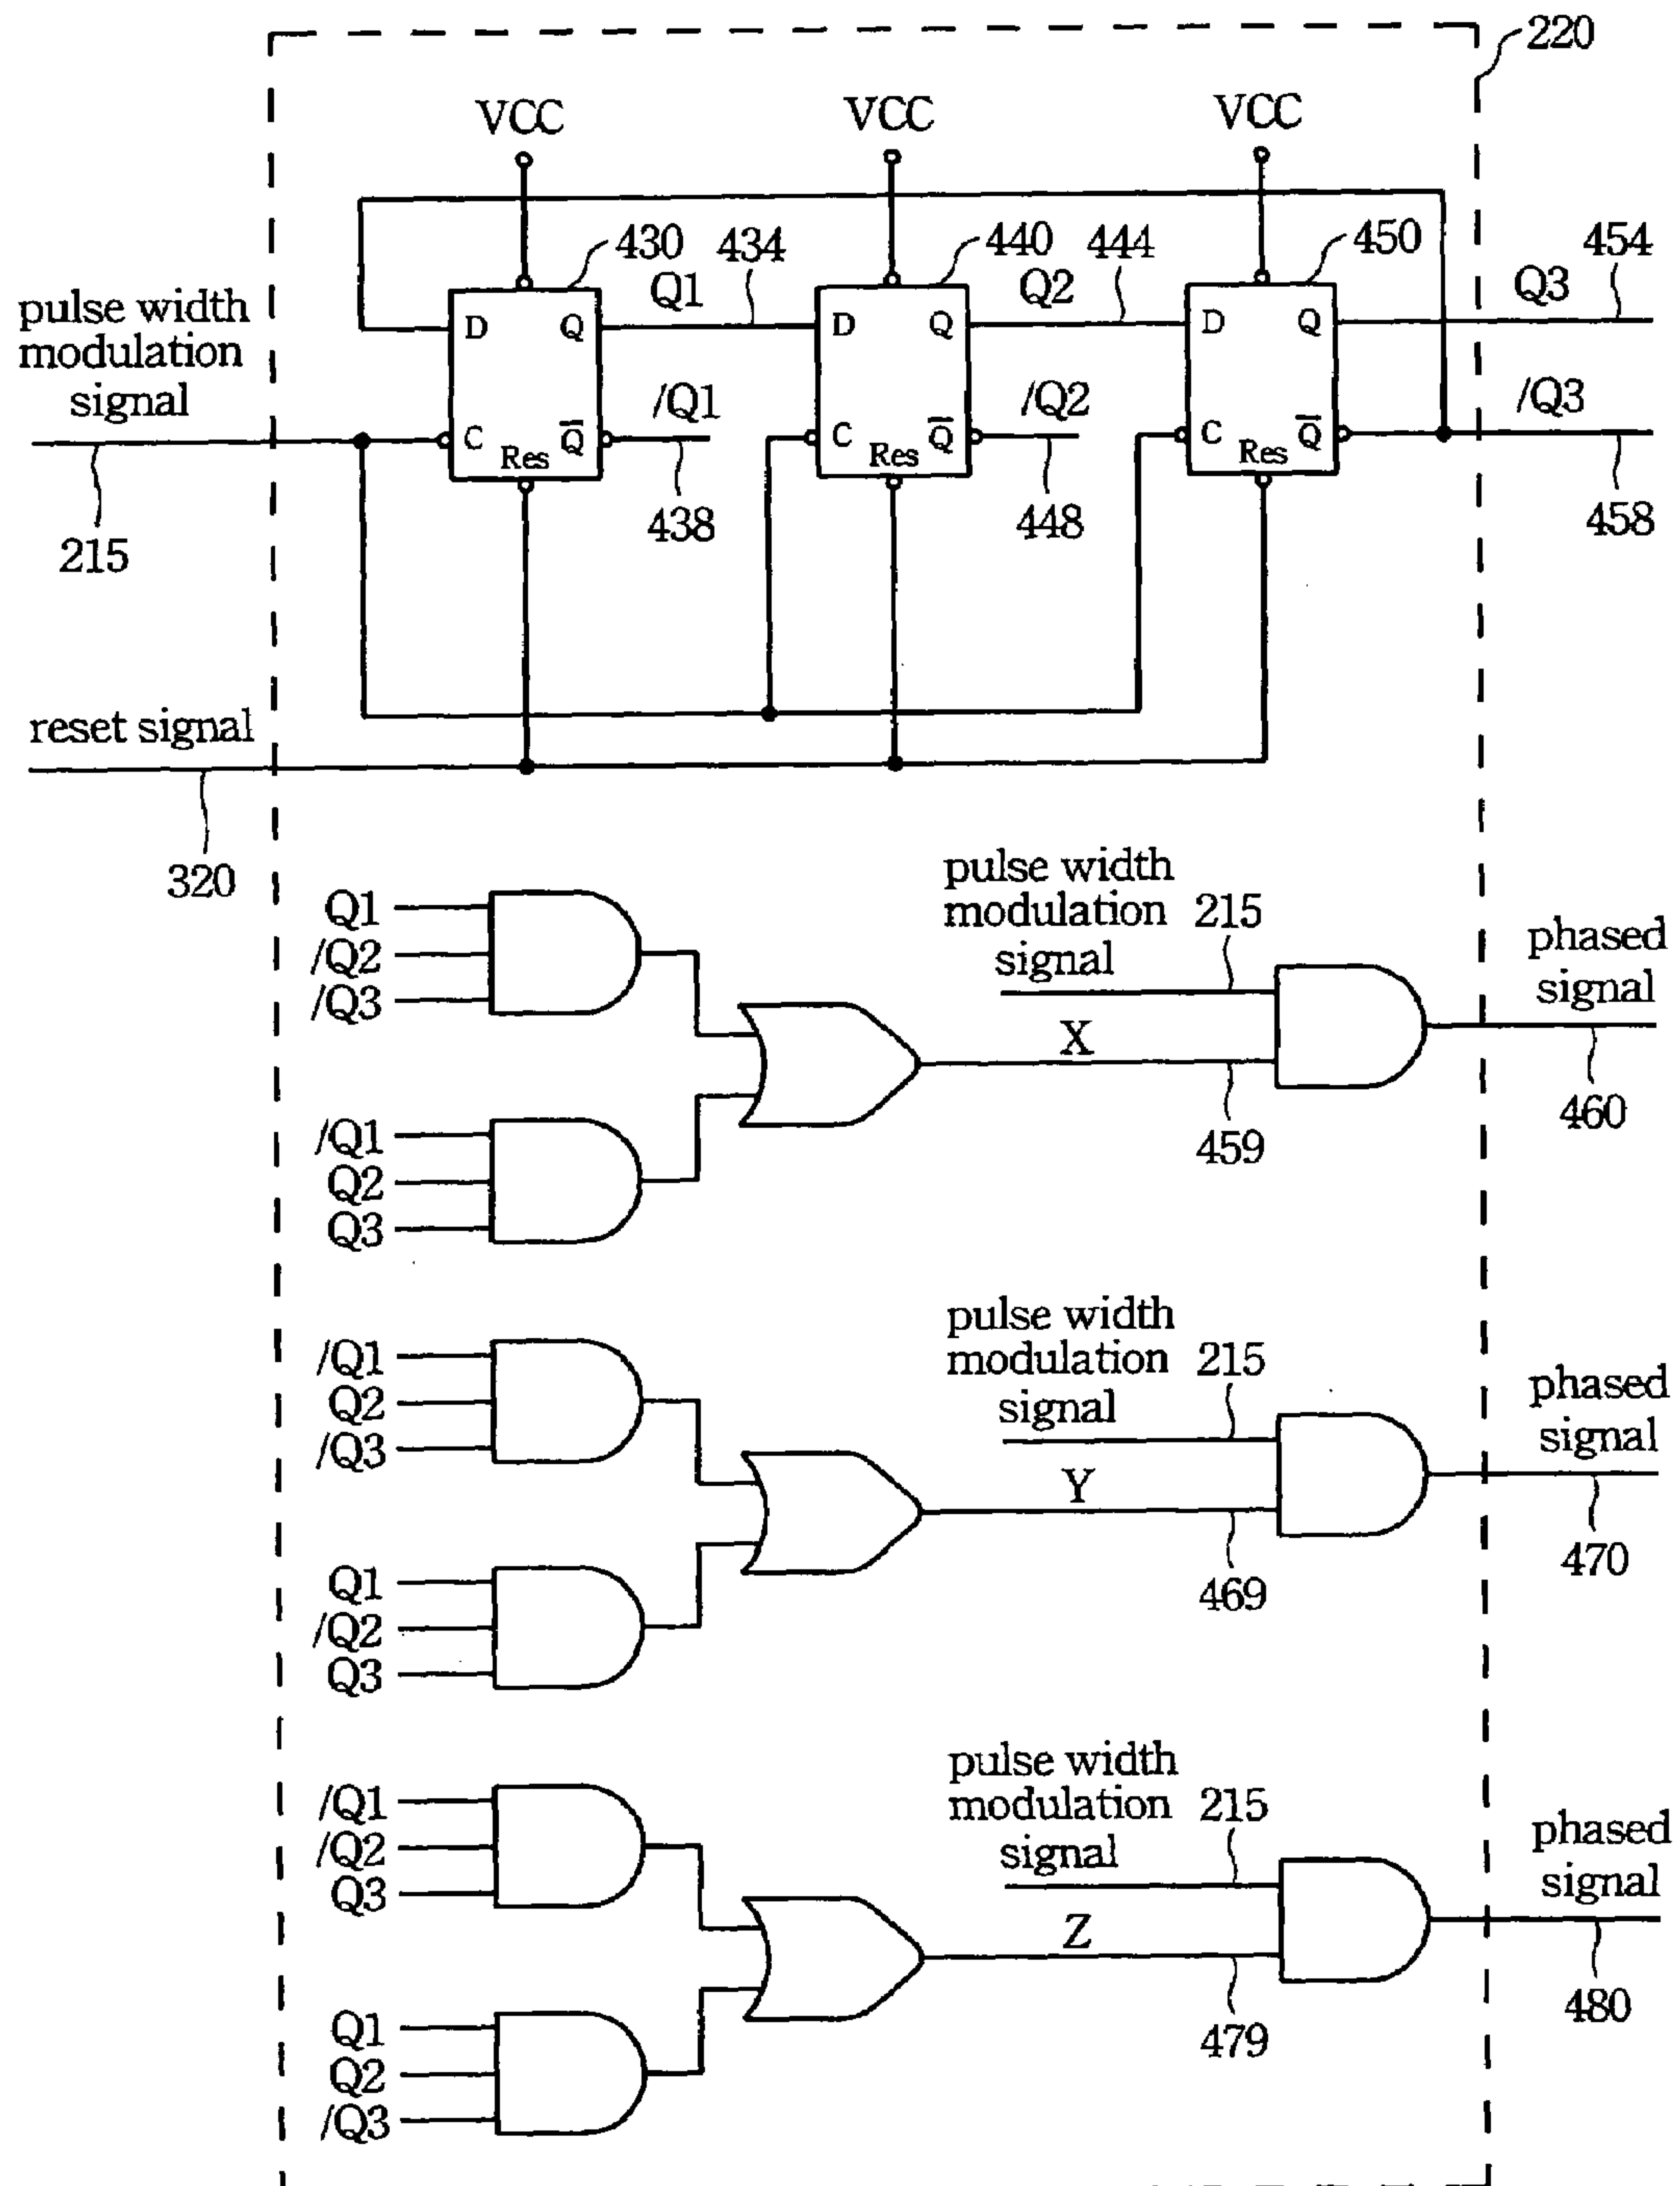 220
VCC
VCC
VCC
430
434
440
444
450
454
Q1
Q2
Q3
pulse width
modulation
signal
D
Q
D
Q
D
Q
/Q1
/Q2
/Q3
C
Res
Q̅
C
Res
Q̅
C
Res
Q̅
215
438
448
458
reset signal
320
Q1
/Q2
/Q3
pulse width
modulation
signal
215
phased
signal
X
459
460
/Q1
Q2
Q3
/Q1
Q2
/Q3
pulse width
modulation
signal
215
phased
signal
Y
469
470
Q1
/Q2
Q3
/Q1
/Q2
Q3
pulse width
modulation
signal
215
phased
signal
Z
479
480
Q1
Q2
/Q3